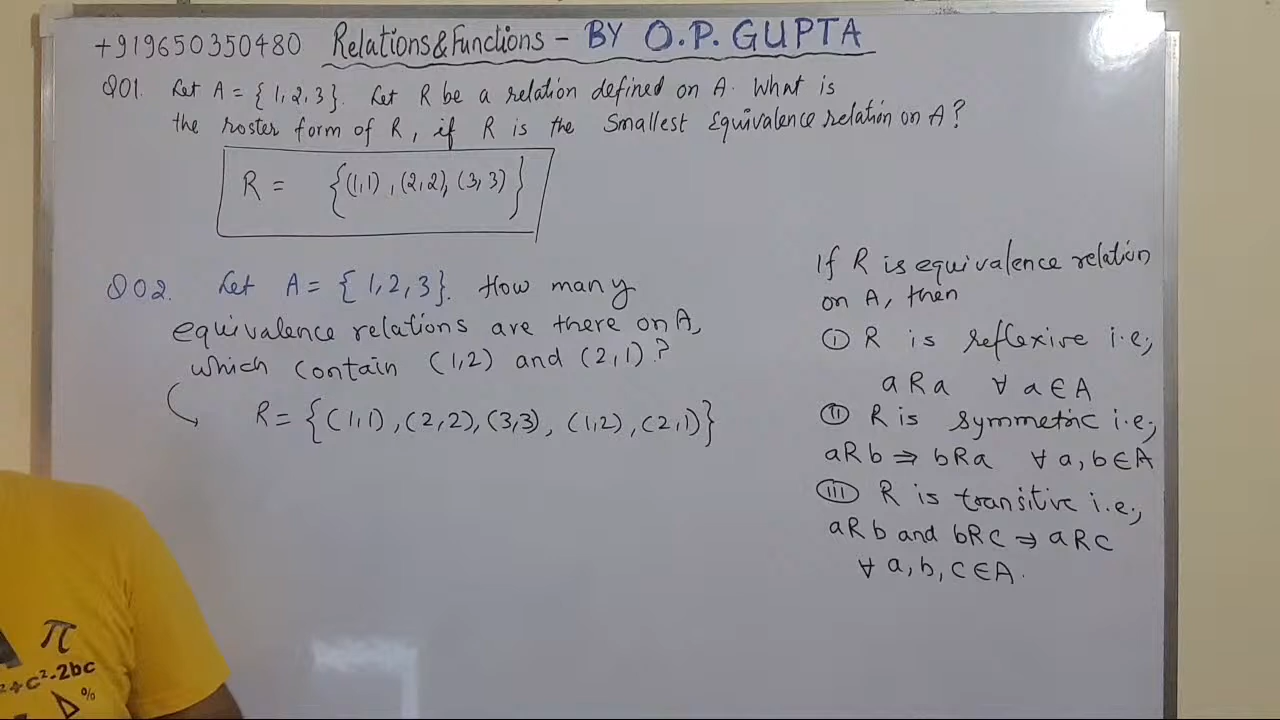 +919650350480 Relations & Functions - BY O.P. GUPTA
Q01. Let A = { 1, 2, 3 }. Let R be a relation defined on A. What is
the roster form of R, if R is the Smallest Equivalence relation on A?
R = {(1,1), (2,2), (3,3)}
Q02. Let A = { 1, 2, 3 }. How many
equivalence relations are there on A,
which contain (1,2) and (2,1)?
R = {(1,1), (2,2), (3,3), (1,2), (2,1)}
If R is equivalence relation
on A, then
(i) R is reflexive i.e.,
aRa ∀ a∈A
(ii) R is symmetric i.e.,
aRb ⇒ bRa ∀ a, b∈A
(iii) R is transitive i.e.,
aRb and bRc ⇒ aRc
∀ a, b, c∈A.
π
+c²-2bc
%